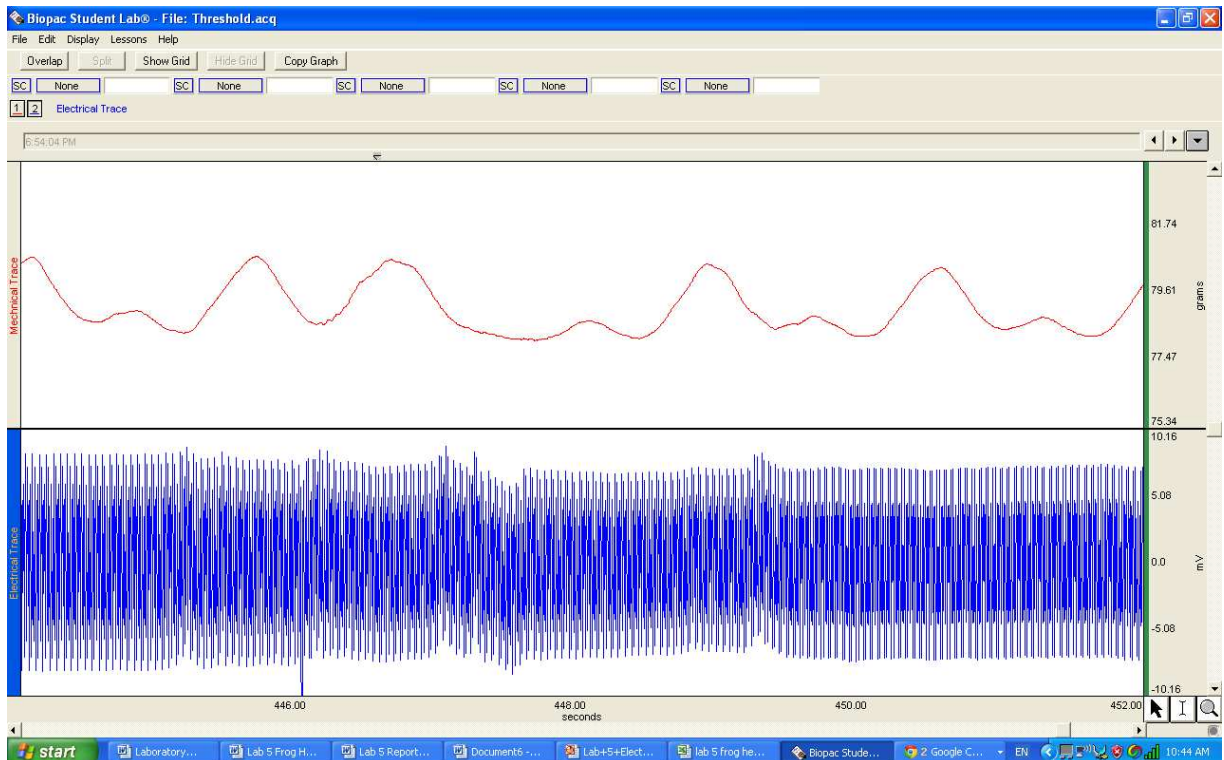 Biopac Student Lab® - File: Threshold.acq
File Edit Display Lessons Help
Overlap Split Show Grid Hide Grid Copy Graph
SC None SC None SC None SC None SC None
1 2 Electrical Trace
6:54:04 PM
Mechnical Trace
81.74
79.61
77.47
75.34
grams
Electrical Trace
10.16
5.08
0.0
-5.08
-10.16
mV
446.00 448.00 450.00 452.00
seconds
start Laboratory... Lab 5 Frog H... Lab 5 Report... Document6 -... Lab+5+Elect... lab 5 frog he... Biopac Stude... 2 Google C... EN 10:44 AM